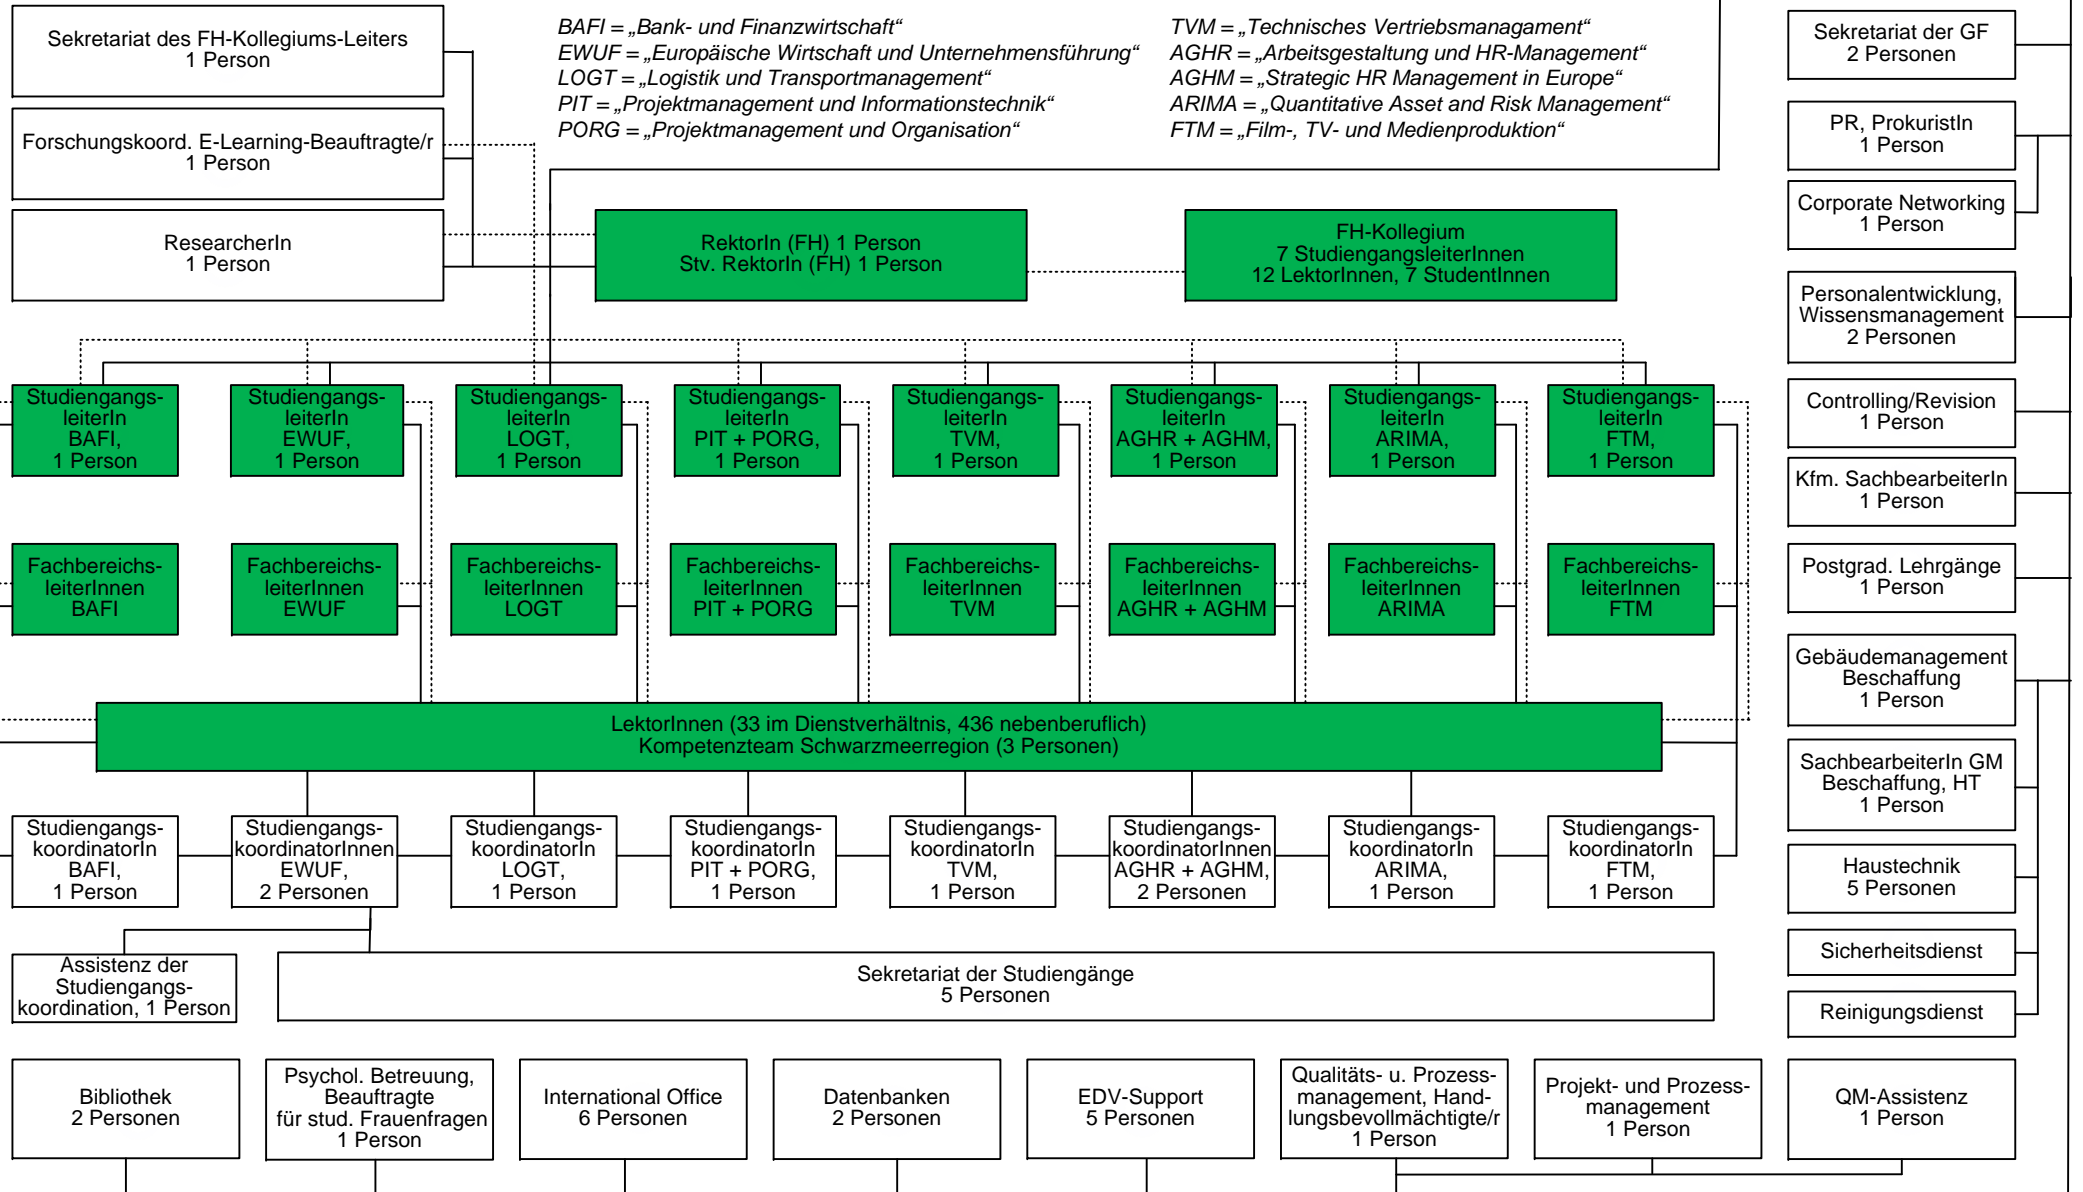 Sekretariat des FH-Kollegiums-Leiters
1 Person
Forschungskoord. E-Learning-Beauftragte/r
1 Person
ResearcherIn
1 Person
BAFI = „Bank- und Finanzwirtschaft“
EWUF = „Europäische Wirtschaft und Unternehmensführung“
LOGT = „Logistik und Transportmanagement“
PIT = „Projektmanagement und Informationstechnik“
PORG = „Projektmanagement und Organisation“
TVM = „Technisches Vertriebsmanagament“
AGHR = „Arbeitsgestaltung und HR-Management“
AGHM = „Strategic HR Management in Europe“
ARIMA = „Quantitative Asset and Risk Management“
FTM = „Film-, TV- und Medienproduktion“
RektorIn (FH) 1 Person
Stv. RektorIn (FH) 1 Person
FH-Kollegium
7 StudiengangsleiterInnen
12 LektorInnen, 7 StudentInnen
Studiengangs-
leiterIn
BAFI,
1 Person
Studiengangs-
leiterIn
EWUF,
1 Person
Studiengangs-
leiterIn
LOGT,
1 Person
Studiengangs-
leiterIn
PIT + PORG,
1 Person
Studiengangs-
leiterIn
TVM,
1 Person
Studiengangs-
leiterIn
AGHR + AGHM,
1 Person
Studiengangs-
leiterIn
ARIMA,
1 Person
Studiengangs-
leiterIn
FTM,
1 Person
Fachbereichs-
leiterInnen
BAFI
Fachbereichs-
leiterInnen
EWUF
Fachbereichs-
leiterInnen
LOGT
Fachbereichs-
leiterInnen
PIT + PORG
Fachbereichs-
leiterInnen
TVM
Fachbereichs-
leiterInnen
AGHR + AGHM
Fachbereichs-
leiterInnen
ARIMA
Fachbereichs-
leiterInnen
FTM
LektorInnen (33 im Dienstverhältnis, 436 nebenberuflich)
Kompetenzteam Schwarzmeerregion (3 Personen)
Studiengangs-
koordinatorIn
BAFI,
1 Person
Studiengangs-
koordinatorInnen
EWUF,
2 Personen
Studiengangs-
koordinatorIn
LOGT,
1 Person
Studiengangs-
koordinatorIn
PIT + PORG,
1 Person
Studiengangs-
koordinatorIn
TVM,
1 Person
Studiengangs-
koordinatorInnen
AGHR + AGHM,
2 Personen
Studiengangs-
koordinatorIn
ARIMA,
1 Person
Studiengangs-
koordinatorIn
FTM,
1 Person
Assistenz der
Studiengangs-
koordination, 1 Person
Sekretariat der Studiengänge
5 Personen
Bibliothek
2 Personen
Psychol. Betreuung,
Beauftragte
für stud. Frauenfragen
1 Person
International Office
6 Personen
Datenbanken
2 Personen
EDV-Support
5 Personen
Qualitäts- u. Prozess-
management, Hand-
lungsbevollmächtigte/r
1 Person
Projekt- und Prozess-
management
1 Person
QM-Assistenz
1 Person
Sekretariat der GF
2 Personen
PR, ProkuristIn
1 Person
Corporate Networking
1 Person
Personalentwicklung,
Wissensmanagement
2 Personen
Controlling/Revision
1 Person
Kfm. SachbearbeiterIn
1 Person
Postgrad. Lehrgänge
1 Person
Gebäudemanagement
Beschaffung
1 Person
SachbearbeiterIn GM
Beschaffung, HT
1 Person
Haustechnik
5 Personen
Sicherheitsdienst
Reinigungsdienst